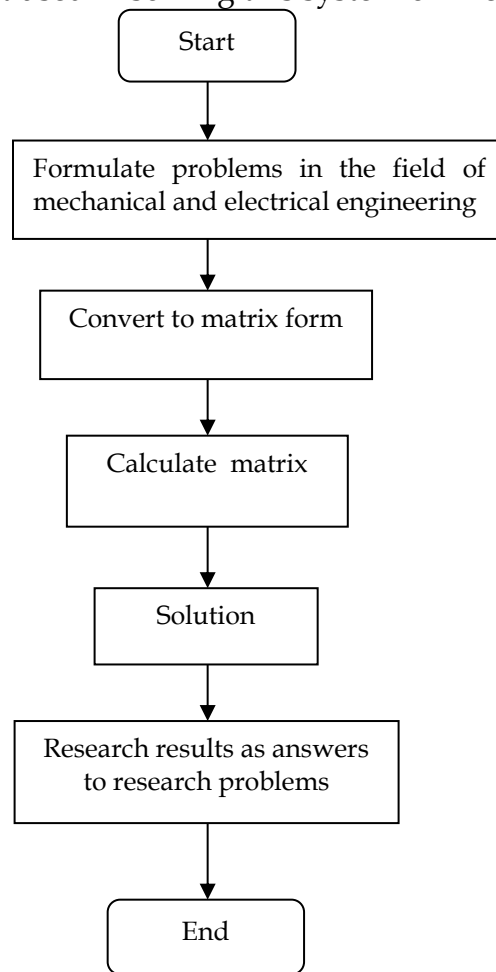 Start
Formulate problems in the field of
mechanical and electrical engineering
Convert to matrix form
Calculate matrix
Solution
Research results as answers
to research problems
End